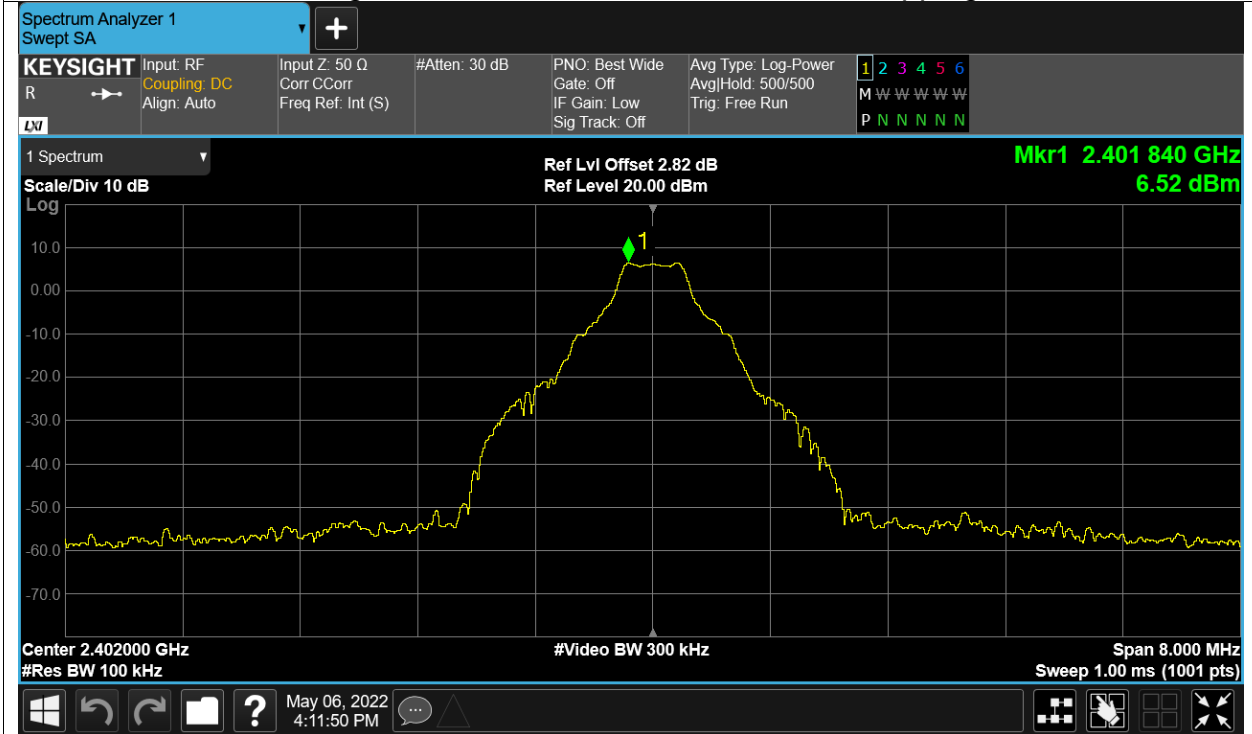 Spectrum Analyzer 1
Swept SA
+
KEYSIGHT
R
LXI
Input: RF
Coupling: DC
Align: Auto
Input Z: 50 Ω
Corr CCorr
Freq Ref: Int (S)
#Atten: 30 dB
PNO: Best Wide
Gate: Off
IF Gain: Low
Sig Track: Off
Avg Type: Log-Power
Avg|Hold: 500/500
Trig: Free Run
1 2 3 4 5 6
M W W W W W
P N N N N N
1 Spectrum
Scale/Div 10 dB
Ref Lvl Offset 2.82 dB
Ref Level 20.00 dBm
Mkr1 2.401 840 GHz
6.52 dBm
Log
1
10.0
0.00
-10.0
-20.0
-30.0
-40.0
-50.0
-60.0
-70.0
Center 2.402000 GHz
#Video BW 300 kHz
Span 8.000 MHz
#Res BW 100 kHz
Sweep 1.00 ms (1001 pts)
?
May 06, 2022
4:11:50 PM